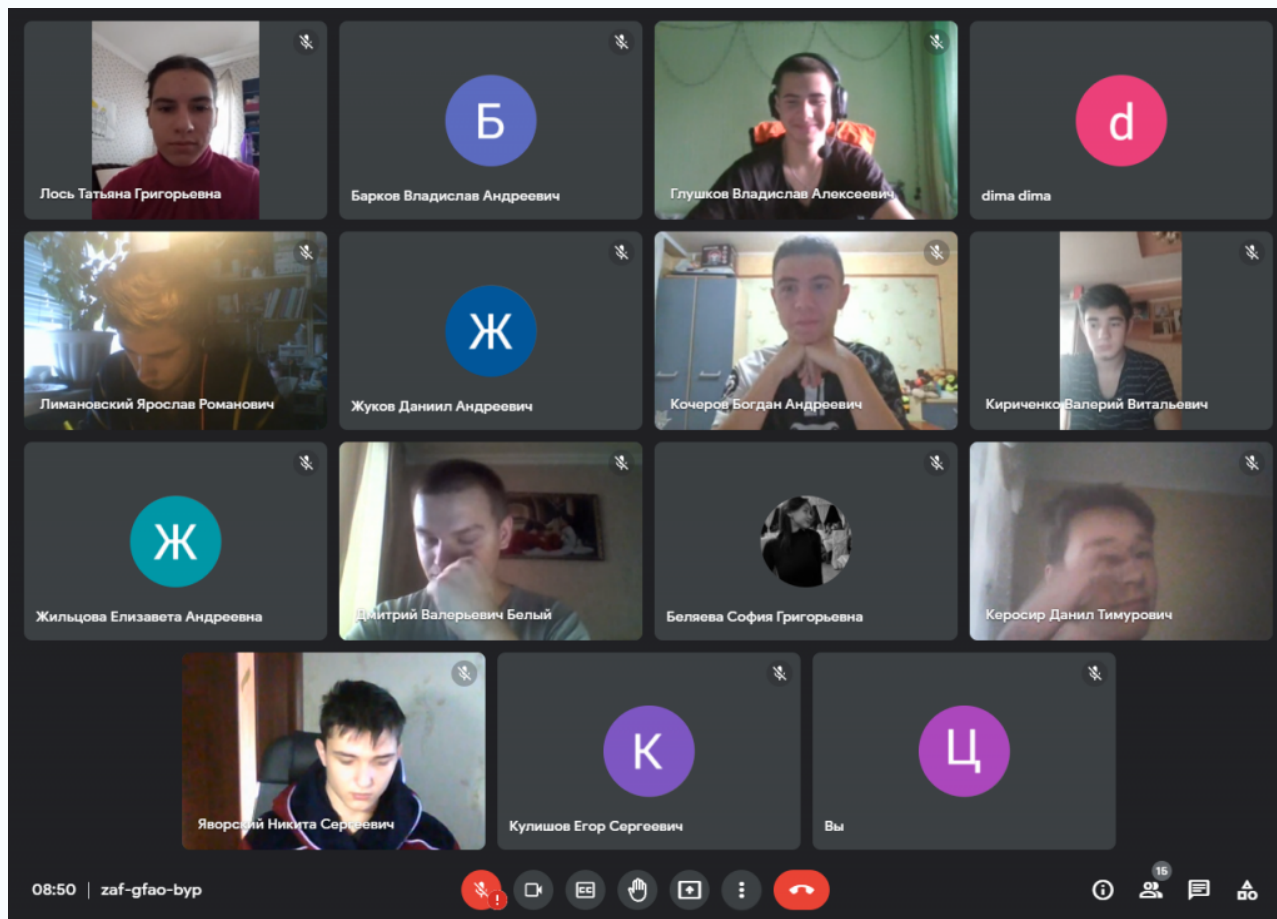 Лось Татьяна Григорьевна
Б
Барков Владислав Андреевич
Глушков Владислав Алексеевич
d
dima dima
Лимановский Ярослав Романович
Ж
Жуков Даниил Андреевич
Кочеров Богдан Андреевич
Кириченко Валерий Витальевич
Ж
Жильцова Елизавета Андреевна
Дмитрий Валерьевич Белый
Беляева София Григорьевна
Керосир Данил Тимурович
Яворский Никита Сергеевич
К
Кулишов Егор Сергеевич
Ц
Вы
08:50 | zaf-gfao-byp
!
CC
15